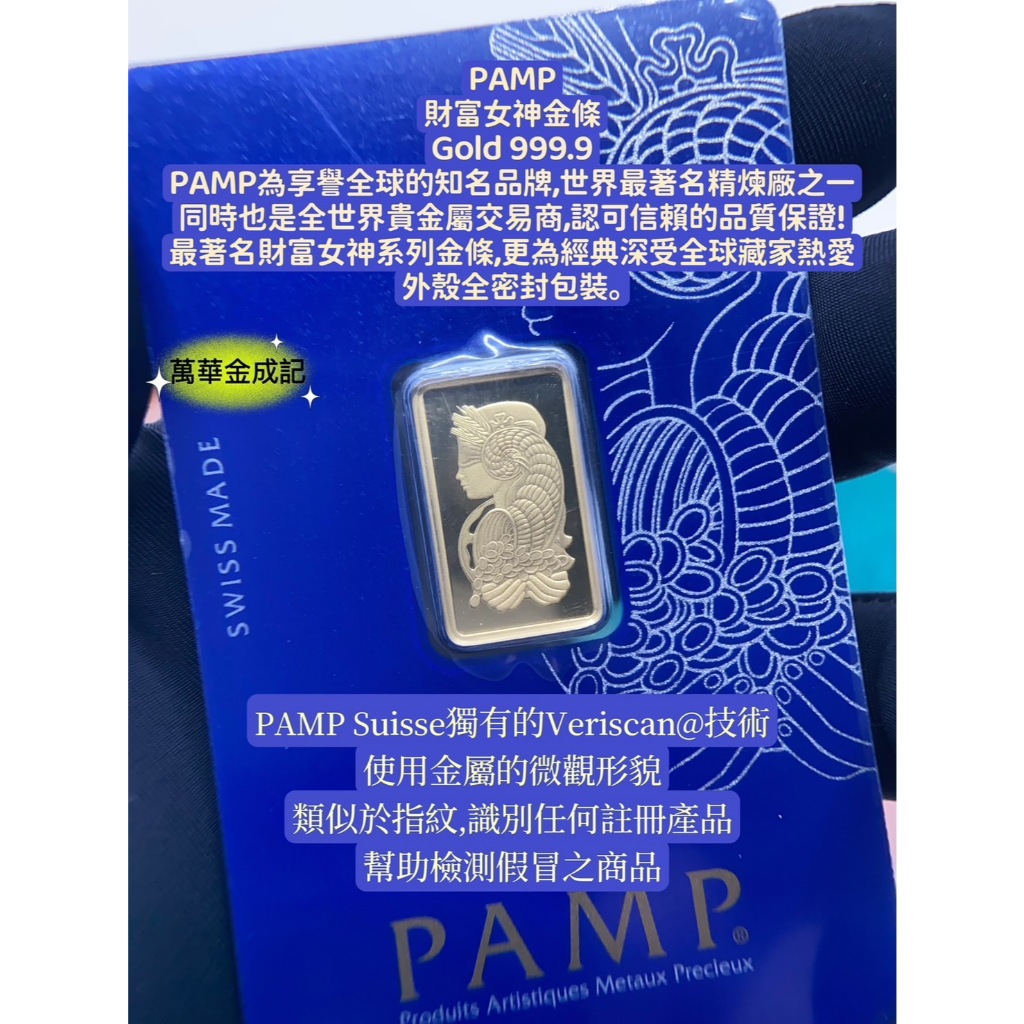 PAMP
財富女神金條
Gold 999.9
PAMP為享譽全球的知名品牌,世界最著名精煉廠之一
同時也是全世界貴金屬交易商,認可信賴的品質保證!
最著名財富女神系列金條,更為經典深受全球藏家熱愛
外殼全密封包裝。
萬華金成記
SWISS MADE
PAMP Suisse獨有的Veriscan@技術
使用金屬的微觀形貌
類似於指紋,識別任何註冊產品
幫助檢測假冒之商品
PAMP®
Produits Artistiques Metaux Precieux